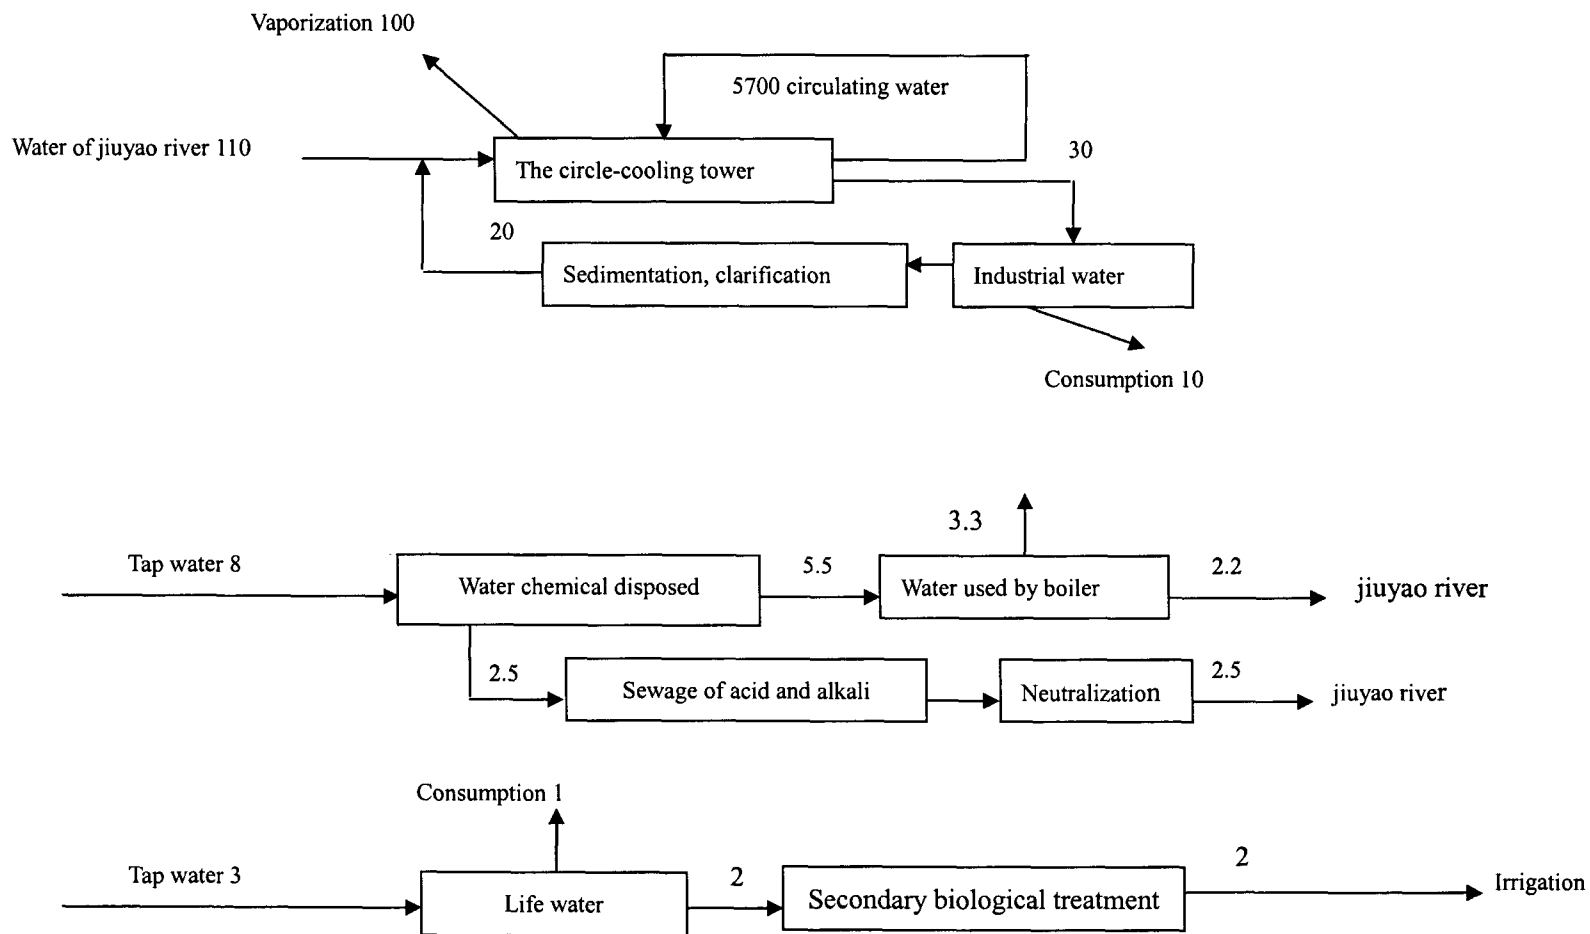 Vaporization 100
5700 circulating water
Water of jiuyao river 110
30
The circle-cooling tower
20
Sedimentation, clarification
Industrial water
Consumption 10
3.3
Tap water 8
5.5
2.2
Water chemical disposed
Water used by boiler
jiuyao river
2.5
Sewage of acid and alkali
Neutralization
2.5
jiuyao river
Consumption 1
Tap water 3
2
2
Life water
Secondary biological treatment
Irrigation